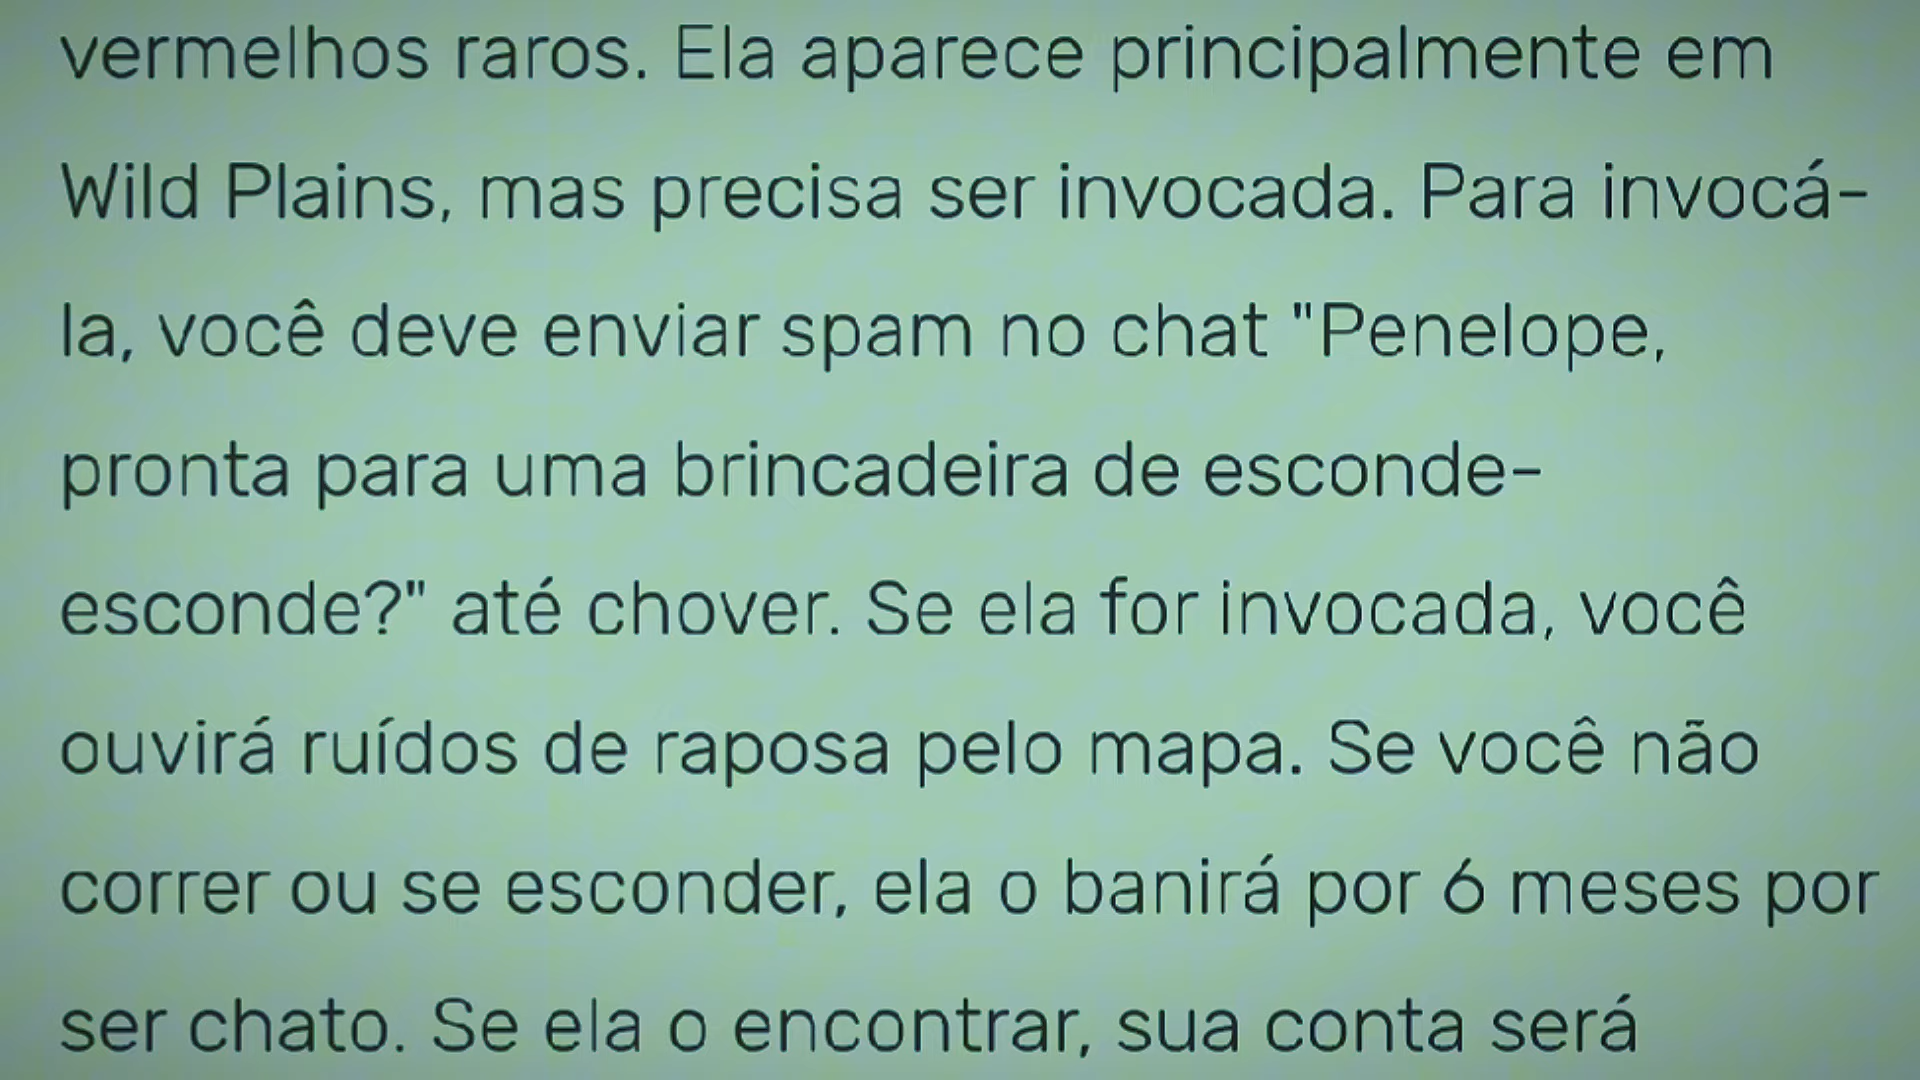 vermelhos raros. Ela aparece principalmente em
Wild Plains, mas precisa ser invocada. Para invocá-
la, você deve enviar spam no chat "Penelope,
pronta para uma brincadeira de esconde-
esconde?" até chover. Se ela for invocada, você
ouvirá ruídos de raposa pelo mapa. Se você não
correr ou se esconder, ela o banirá por 6 meses por
ser chato. Se ela o encontrar, sua conta será